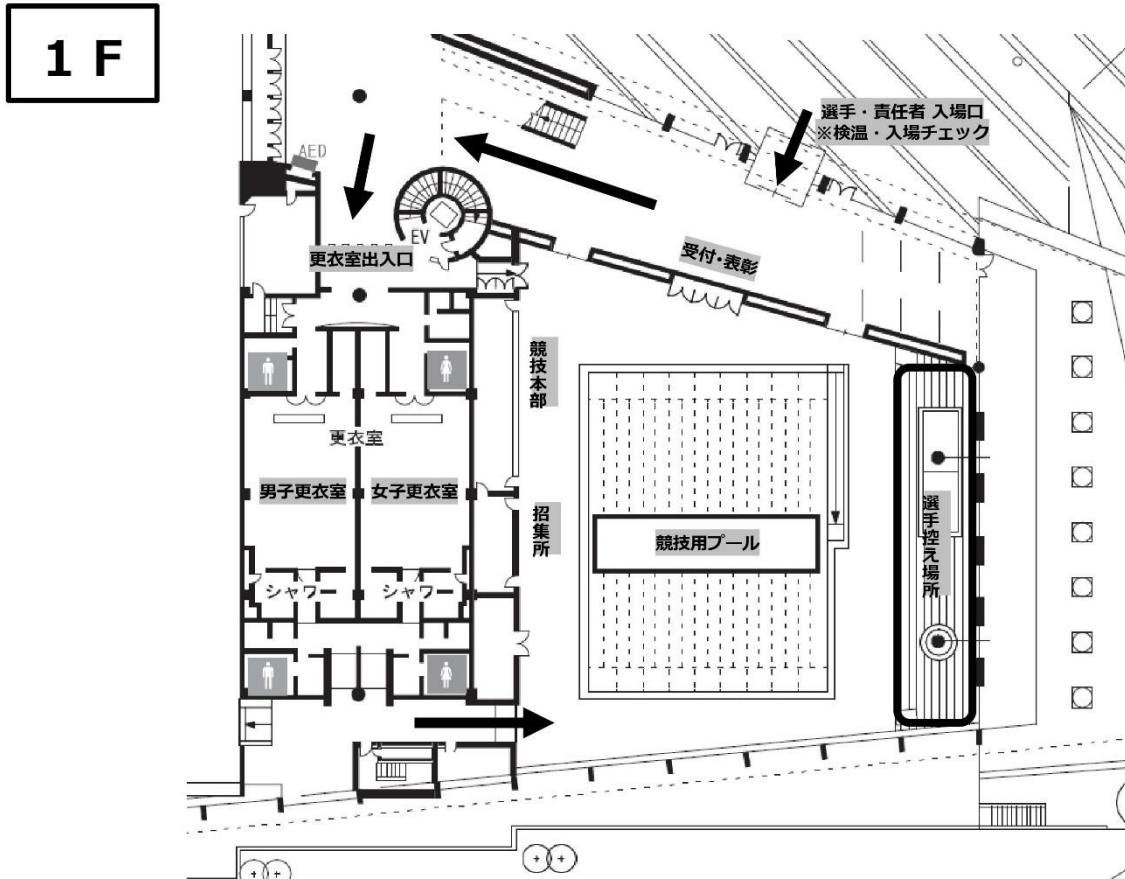 1 F
選手・責任者 入場口
※検温・入場チェック
AED
EV
更衣室出入口
受付・表彰
競技本部
更衣室
男子更衣室
女子更衣室
招集所
競技用プール
選手控え場所
シャワー
シャワー